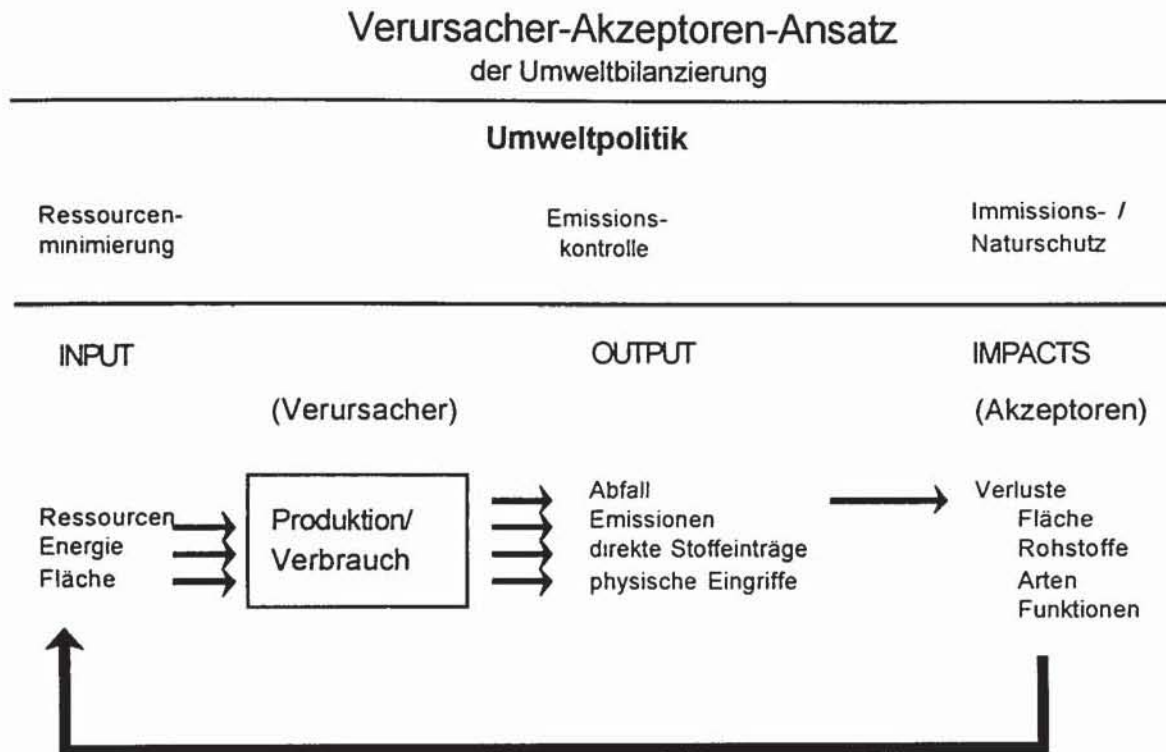 Verursacher-Akzeptoren-Ansatz
der Umweltbilanzierung
Umweltpolitik
Ressourcen-
minimierung
Emissions-
kontrolle
Immissions- /
Naturschutz
INPUT
OUTPUT
IMPACTS
(Verursacher)
(Akzeptoren)
Ressourcen
Energie
Fläche
Produktion/
Verbrauch
Abfall
Emissionen
direkte Stoffeinträge
physische Eingriffe
Verluste
Fläche
Rohstoffe
Arten
Funktionen